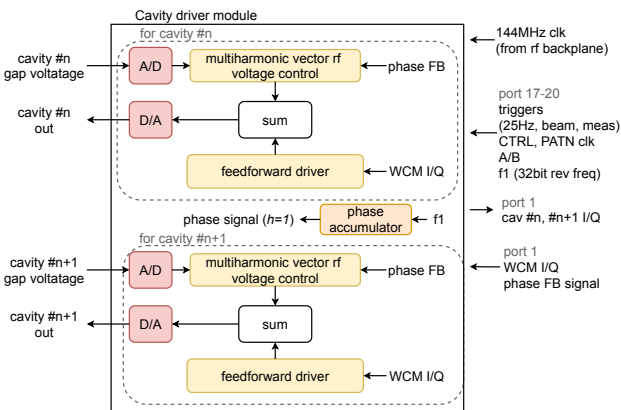 Cavity driver module
for cavity #n
cavity #n
gap voltatage
A/D
multiharmonic vector rf
voltage control
phase FB
cavity #n
out
D/A
sum
feedforward driver
WCM I/Q
phase signal (h=1)
phase
accumulator
f1
for cavity #n+1
cavity #n+1
gap voltatage
A/D
multiharmonic vector rf
voltage control
phase FB
cavity #n+1
out
D/A
sum
feedforward driver
WCM I/Q
144MHz clk
(from rf backplane)
port 17-20
triggers
(25Hz, beam, meas)
CTRL, PATN clk
A/B
f1 (32bit rev freq)
port 1
cav #n, #n+1 I/Q
port 1
WCM I/Q
phase FB signal